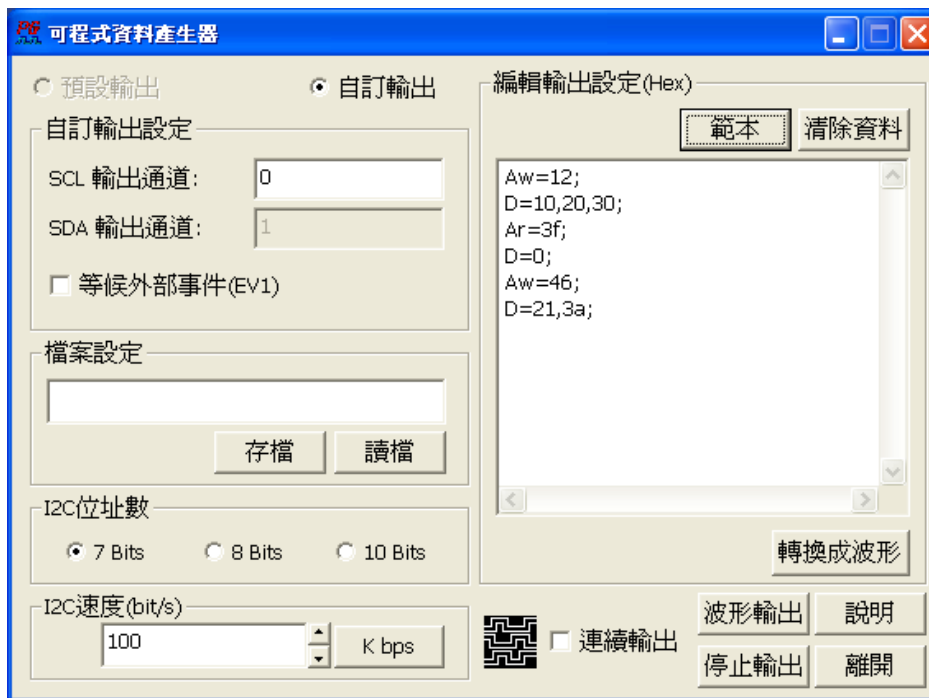 可程式資料產生器
預設輸出
自訂輸出
自訂輸出設定
SCL 輸出通道:
0
SDA 輸出通道:
1
等候外部事件(EV1)
檔案設定
存檔
讀檔
I2C位址數
7 Bits
8 Bits
10 Bits
I2C速度(bit/s)
100
K bps
編輯輸出設定(Hex)
範本
清除資料
Aw=12;
D=10,20,30;
Ar=3f;
D=0;
Aw=46;
D=21,3a;
轉換成波形
連續輸出
波形輸出
說明
停止輸出
離開